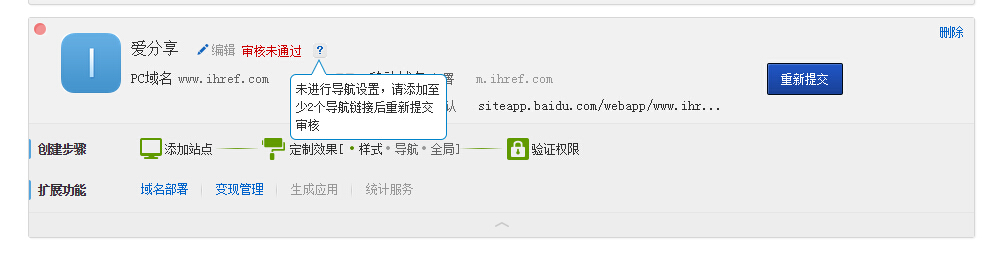 删除
I
爱分享 编辑 审核未通过 ?
PC域名 www.ihref.com m.ihref.com
重新提交
未进行导航设置，请添加至
少2个导航链接后重新提交
审核
认 siteapp.baidu.com/webapp/www.ihr...
创建步骤 添加站点 定制效果[ • 样式 • 导航 • 全局] 验证权限
扩展功能 域名部署 变现管理 生成应用 统计服务